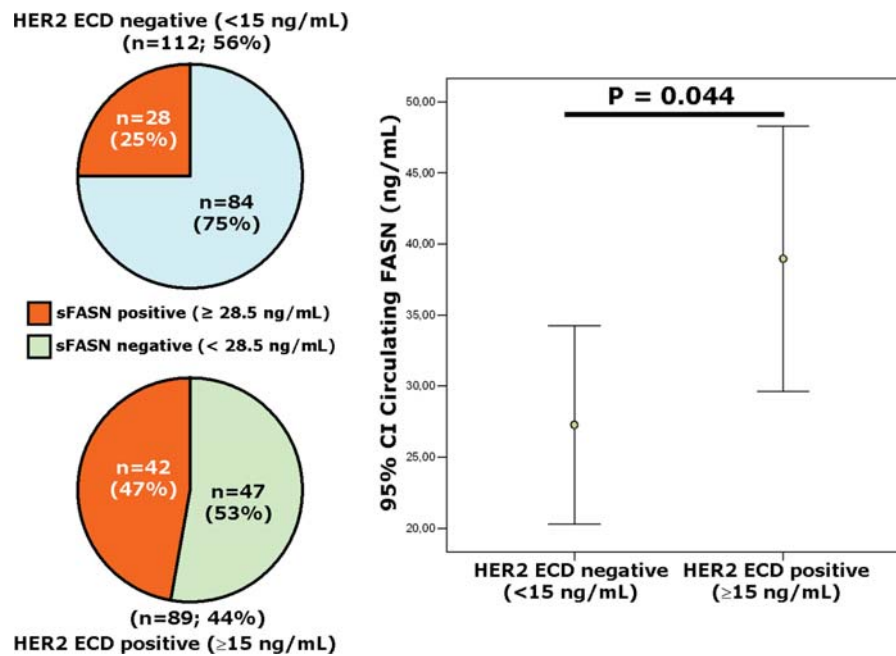 HER2 ECD negative (<15 ng/mL)
(n=112; 56%)
n=28
(25%)
n=84
(75%)
sFASN positive (≥ 28.5 ng/mL)
sFASN negative (< 28.5 ng/mL)
n=42
(47%)
n=47
(53%)
(n=89; 44%)
HER2 ECD positive (≥15 ng/mL)
95% CI Circulating FASN (ng/mL)
50,00
45,00
40,00
35,00
30,00
25,00
20,00
P = 0.044
HER2 ECD negative
(<15 ng/mL)
HER2 ECD positive
(≥15 ng/mL)